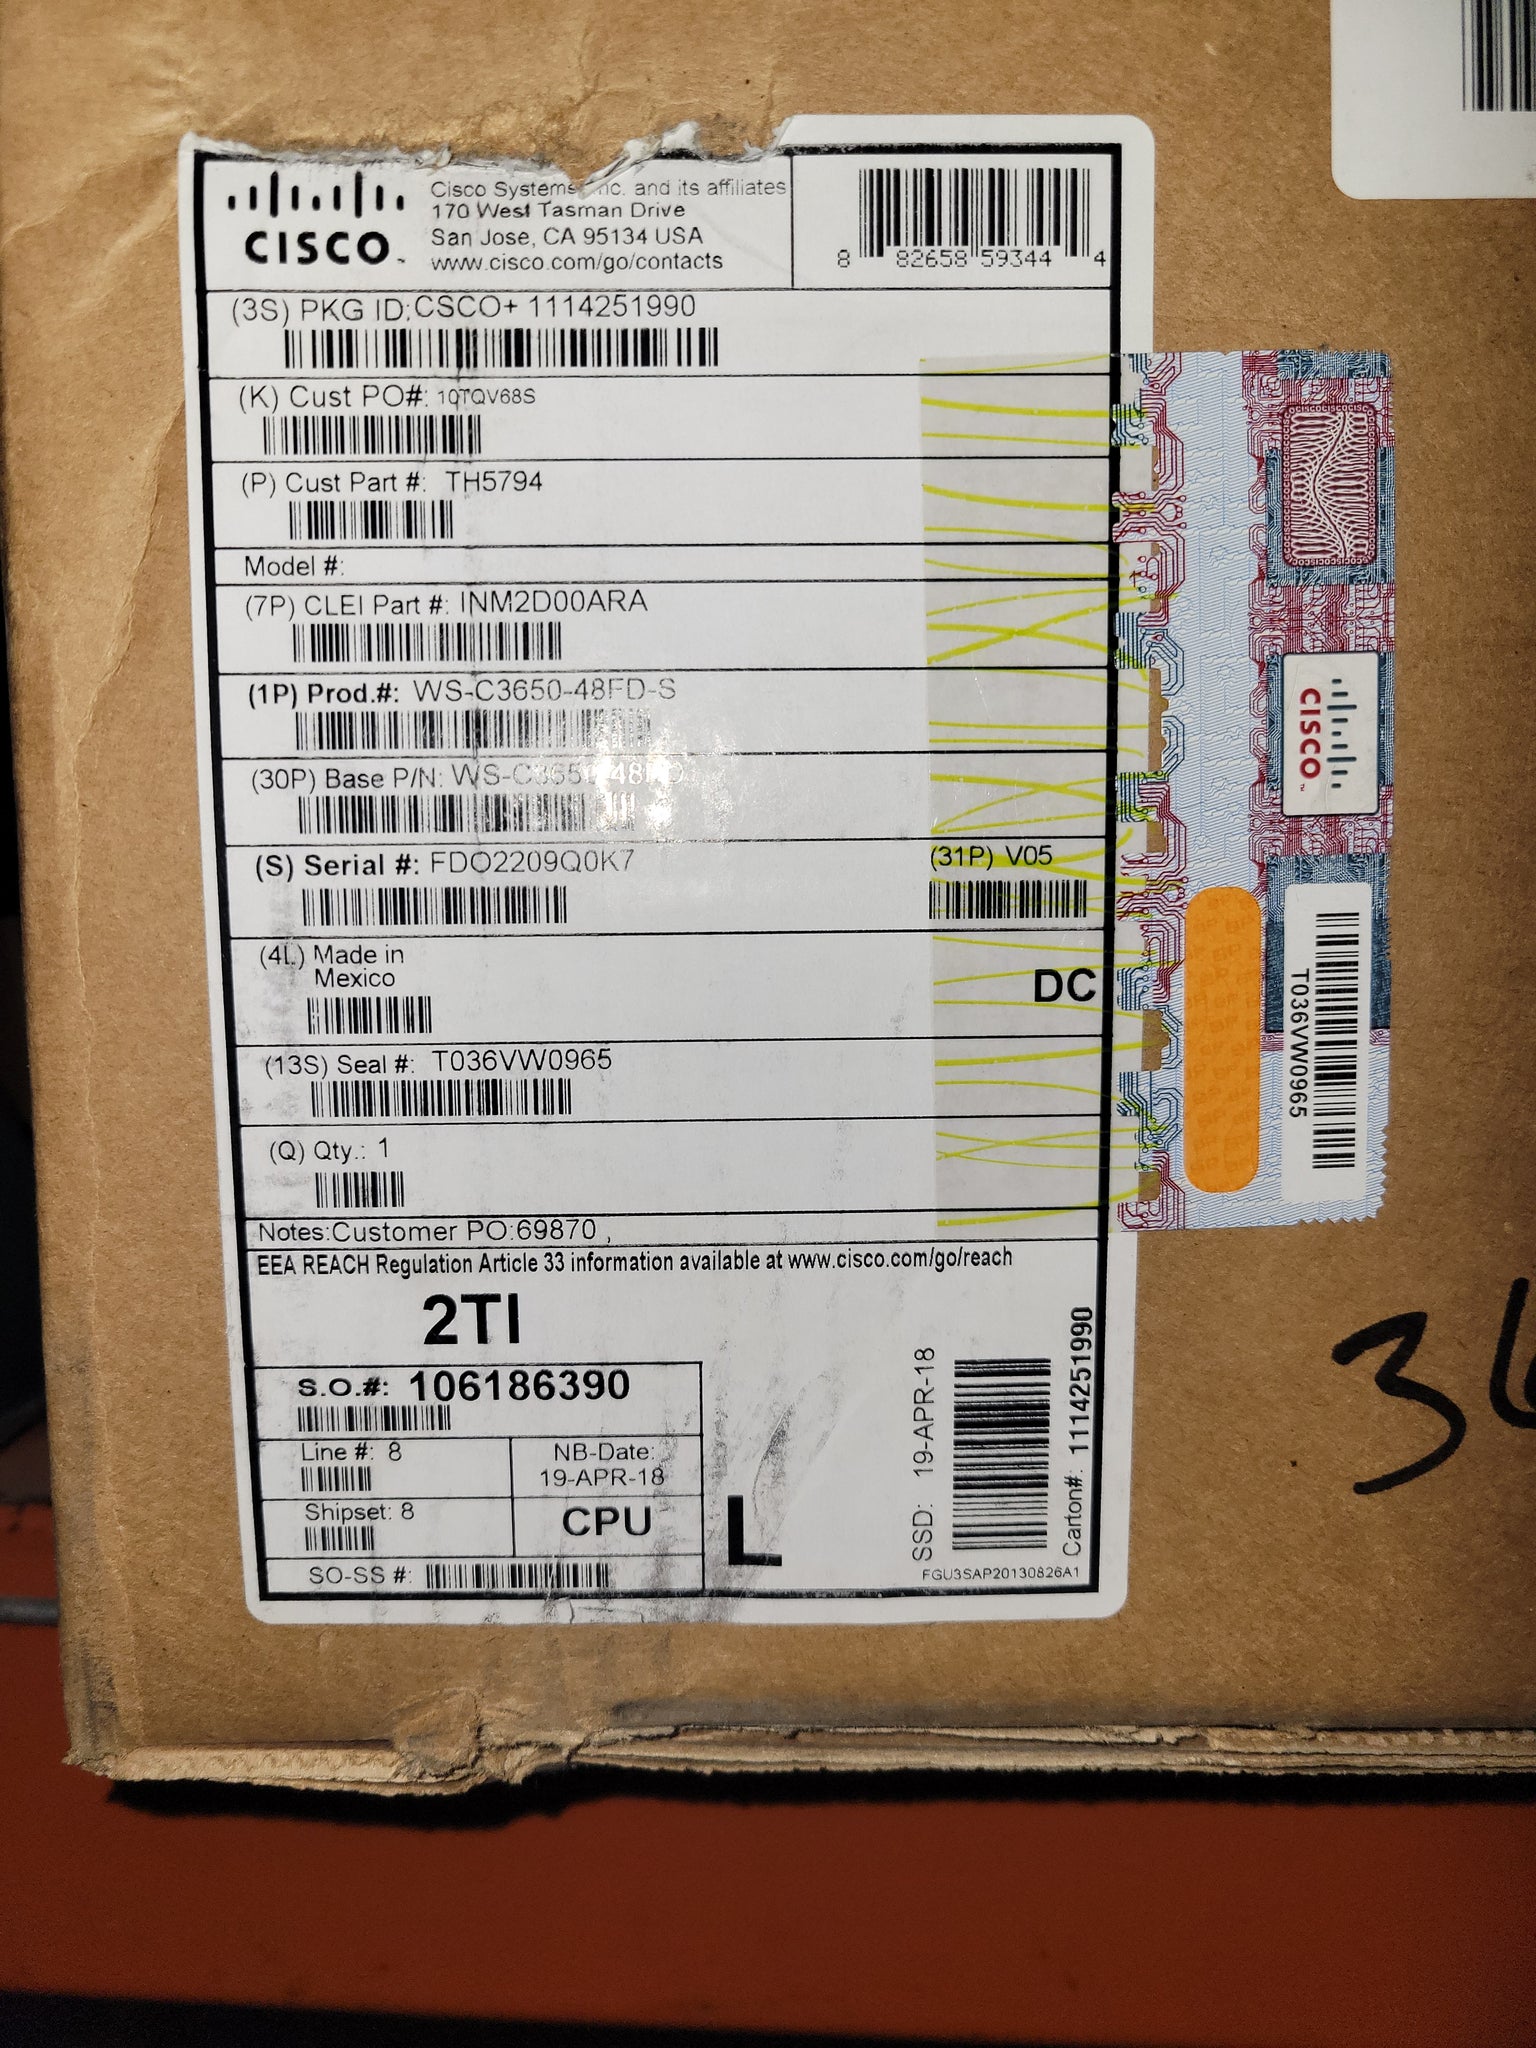 CISCO
Cisco Systems, Inc. and its affiliates
170 West Tasman Drive
San Jose, CA 95134 USA
www.cisco.com/go/contacts
8 82658 59344 4
(3S) PKG ID:CSCO+ 1114251990
(K) Cust PO#: 10TQV68S
(P) Cust Part #: TH5794
Model #:
(7P) CLEI Part #: INM2D00ARA
(1P) Prod.#: WS-C3650-48FD-S
(30P) Base P/N: WS-C3650-48FD
(S) Serial #: FDO2209Q0K7
(31P) V05
(4L) Made in
Mexico
DC
(13S) Seal #: T036VW0965
(Q) Qty.: 1
Notes:Customer PO:69870 ,
EEA REACH Regulation Article 33 information available at www.cisco.com/go/reach
2TI
S.O.#: 106186390
Line #: 8
NB-Date:
19-APR-18
Shipset: 8
CPU
SO-SS #:
L
SSD: 19-APR-18
Carton#: 1114251990
FGU3SAP20130826A1
CISCO
T036VW0965